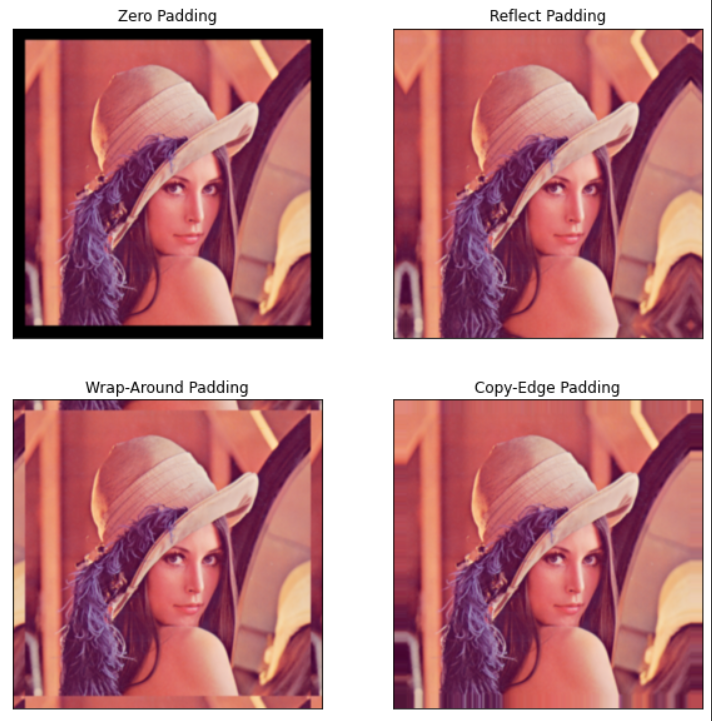 Zero Padding
Reflect Padding
Wrap-Around Padding
Copy-Edge Padding